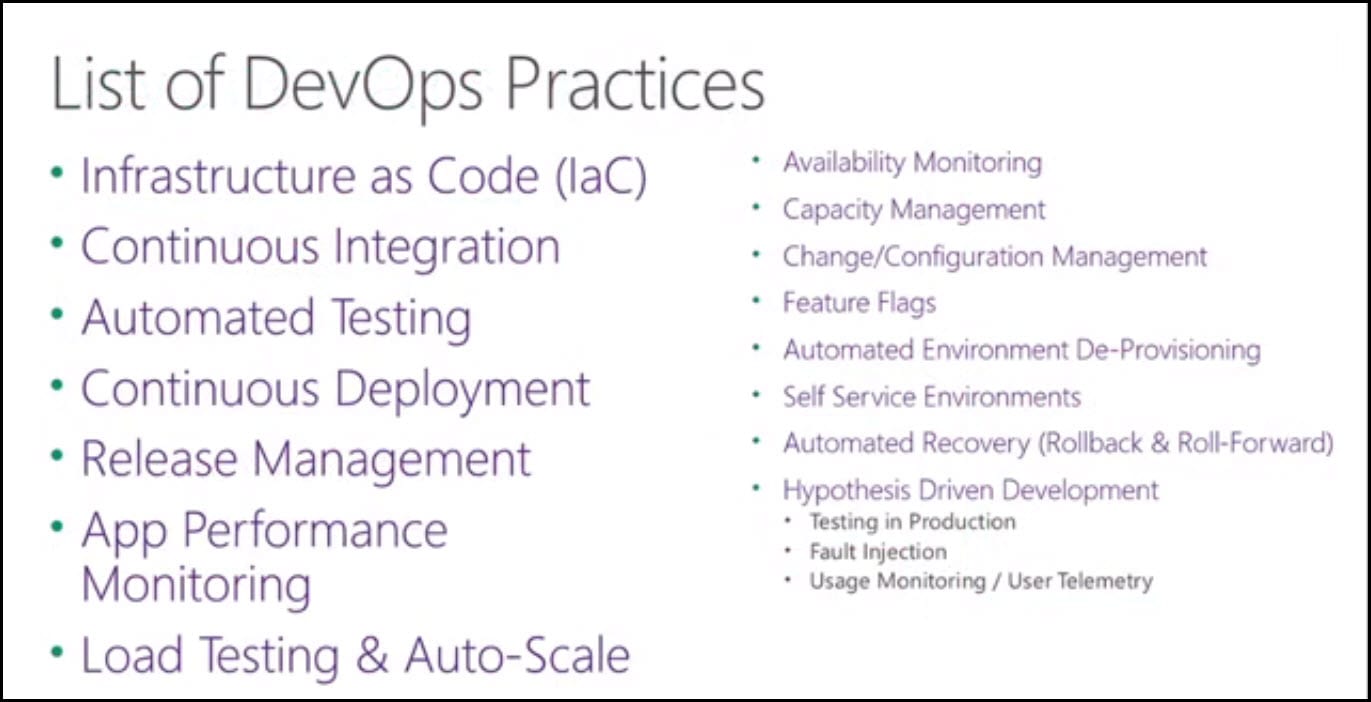 List of DevOps Practices
• Infrastructure as Code (IaC)
• Continuous Integration
• Automated Testing
• Continuous Deployment
• Release Management
• App Performance
Monitoring
• Load Testing & Auto-Scale
• Availability Monitoring
• Capacity Management
• Change/Configuration Management
• Feature Flags
• Automated Environment De-Provisioning
• Self Service Environments
• Automated Recovery (Rollback & Roll-Forward)
• Hypothesis Driven Development
• Testing in Production
• Fault Injection
• Usage Monitoring / User Telemetry